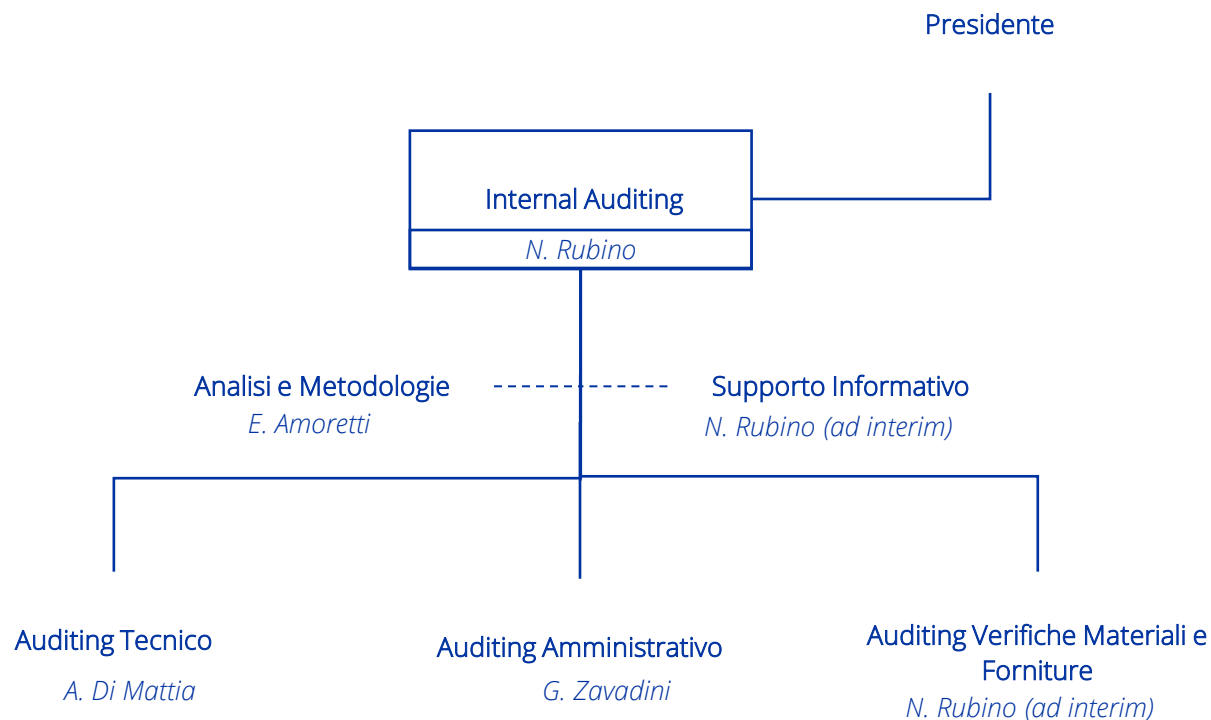 Presidente
Internal Auditing
N. Rubino
Analisi e Metodologie
E. Amoretti
Supporto Informativo
N. Rubino (ad interim)
Auditing Tecnico
A. Di Mattia
Auditing Amministrativo
G. Zavadini
Auditing Verifiche Materiali e
Forniture
N. Rubino (ad interim)